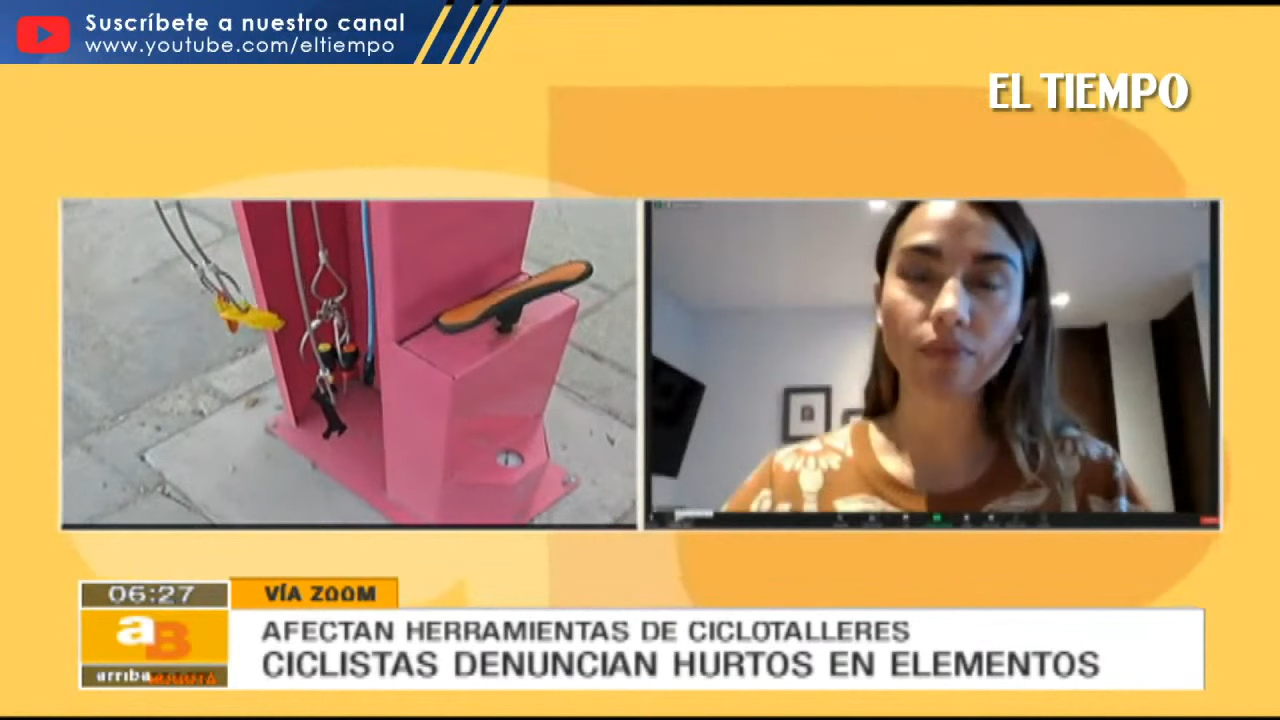 Suscríbete a nuestro canal
www.youtube.com/eltiempo
EL TIEMPO
06:27
VÍA ZOOM
aB
arriba BOGOTÁ
AFECTAN HERRAMIENTAS DE CICLOTALLERES
CICLISTAS DENUNCIAN HURTOS EN ELEMENTOS